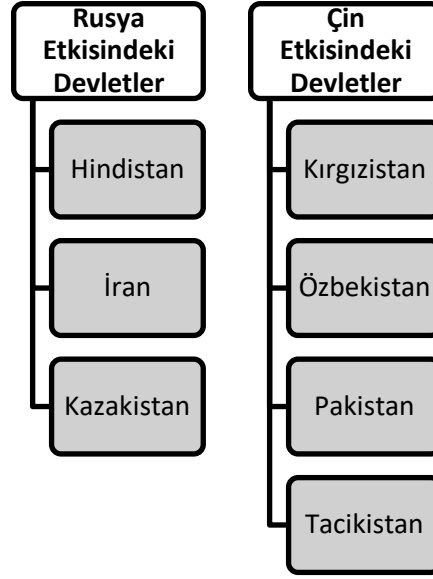 Rusya
Etkisindeki
Devletler
Hindistan
İran
Kazakistan
Çin
Etkisindeki
Devletler
Kırgızistan
Özbekistan
Pakistan
Tacikistan